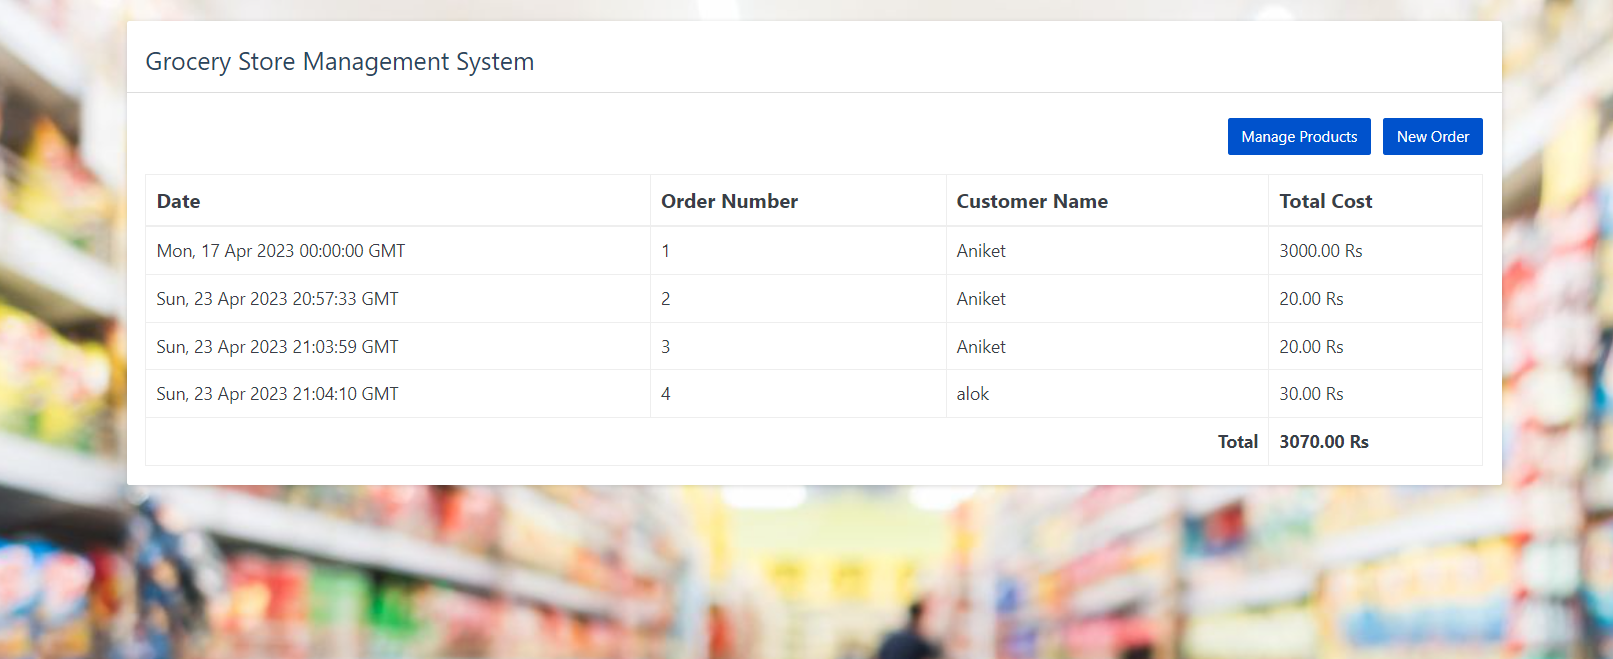 Grocery Store Management System
Manage Products New Order
Date Order Number Customer Name Total Cost
Mon, 17 Apr 2023 00:00:00 GMT 1 Aniket 3000.00 Rs
Sun, 23 Apr 2023 20:57:33 GMT 2 Aniket 20.00 Rs
Sun, 23 Apr 2023 21:03:59 GMT 3 Aniket 20.00 Rs
Sun, 23 Apr 2023 21:04:10 GMT 4 alok 30.00 Rs
Total 3070.00 Rs